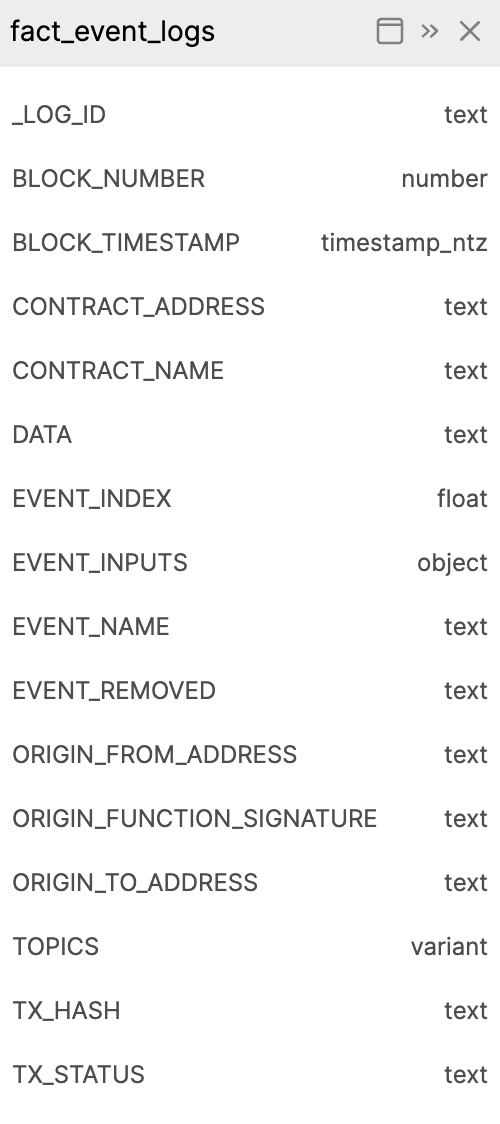 fact_event_logs
_LOG_ID text
BLOCK_NUMBER number
BLOCK_TIMESTAMP timestamp_ntz
CONTRACT_ADDRESS text
CONTRACT_NAME text
DATA text
EVENT_INDEX float
EVENT_INPUTS object
EVENT_NAME text
EVENT_REMOVED text
ORIGIN_FROM_ADDRESS text
ORIGIN_FUNCTION_SIGNATURE text
ORIGIN_TO_ADDRESS text
TOPICS variant
TX_HASH text
TX_STATUS text